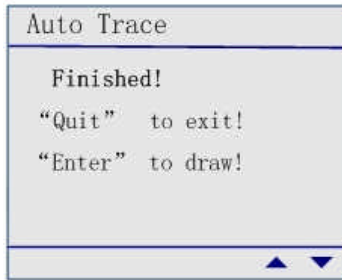 Auto Trace
Finished!
“Quit” to exit!
“Enter” to draw!